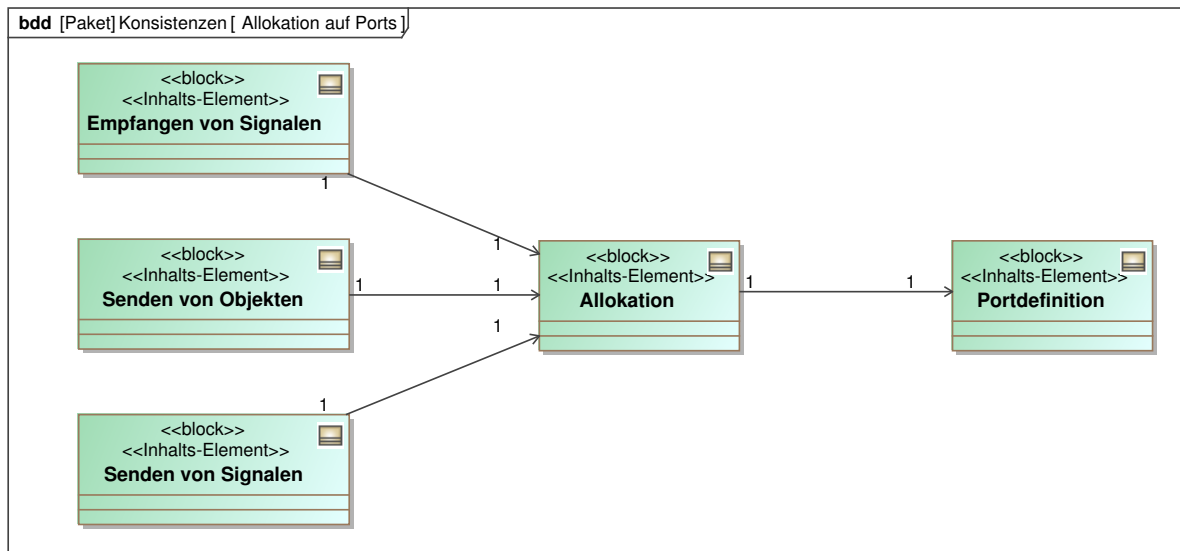 bdd [Paket] Konsistenzen [ Allokation auf Ports ]
<<block>>
<<Inhalts-Element>>
Empfangen von Signalen
1
1
<<block>>
<<Inhalts-Element>>
Senden von Objekten
1
1
<<block>>
<<Inhalts-Element>>
Senden von Signalen
1
1
<<block>>
<<Inhalts-Element>>
Allokation
1
1
<<block>>
<<Inhalts-Element>>
Portdefinition